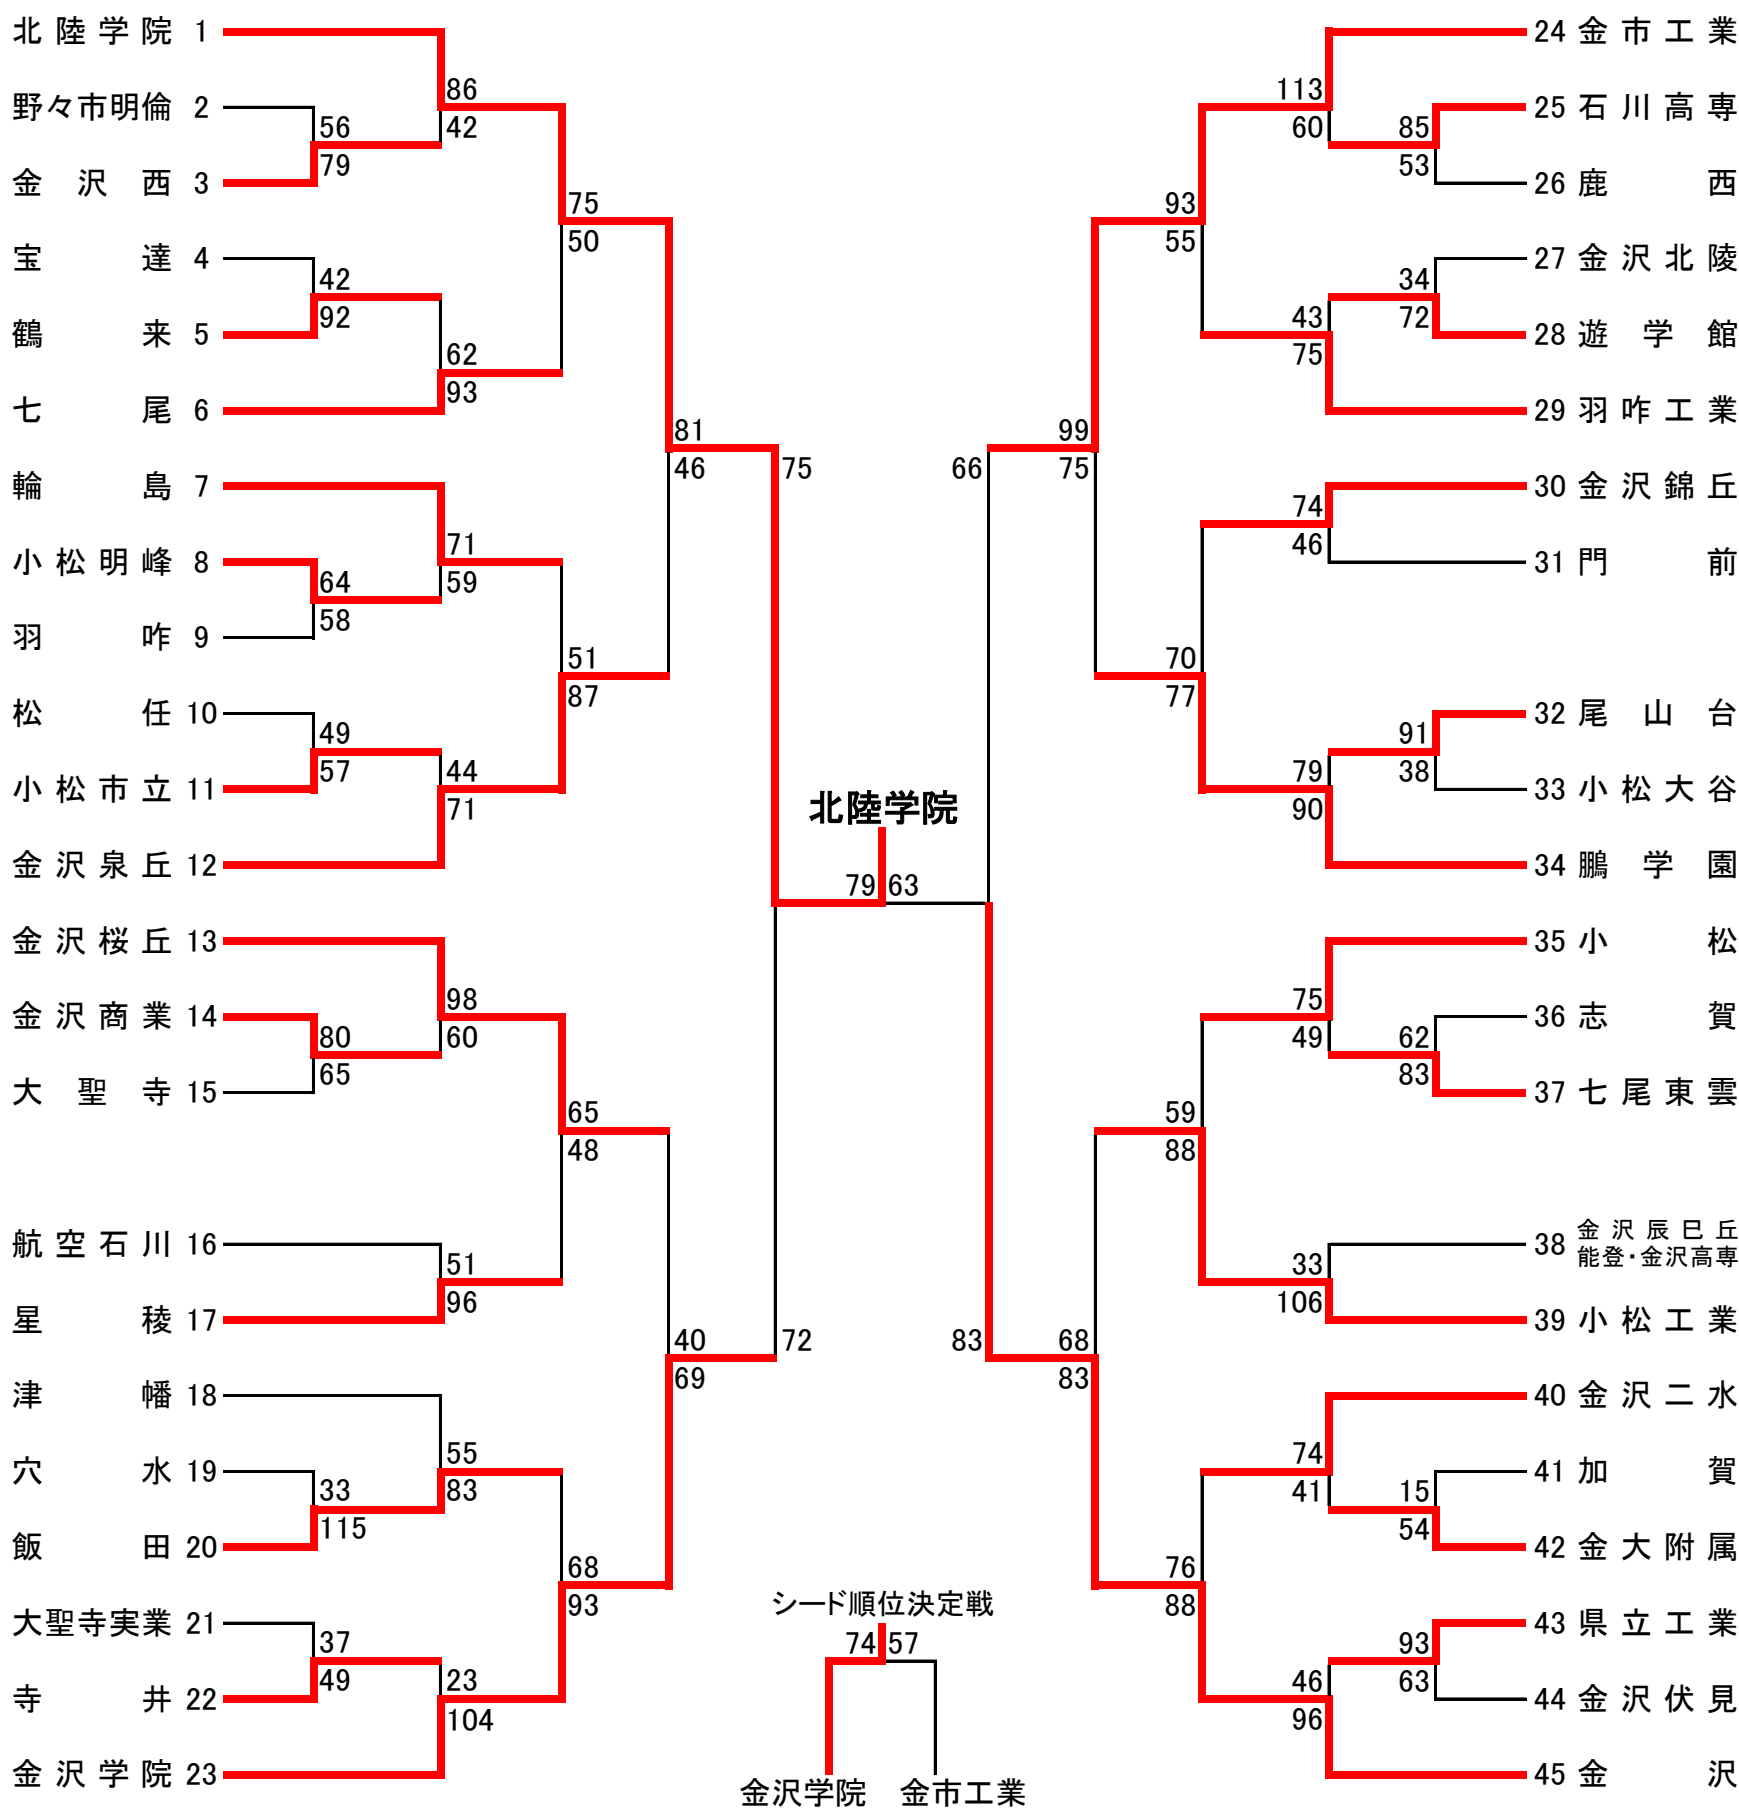 北陸学院 1
野々市明倫 2
金沢西 3
宝達 4
鶴来 5
七尾 6
輪島 7
小松明峰 8
羽咋 9
松任 10
小松市立 11
金沢泉丘 12
金沢桜丘 13
金沢商業 14
大聖寺 15
航空石川 16
星稜 17
津幡 18
穴水 19
飯田 20
大聖寺実業 21
寺井 22
金沢学院 23
56
79
42
92
64
58
49
57
80
65
33
115
37
49
86
42
62
93
71
59
44
71
98
60
51
96
55
83
23
104
75
50
51
87
65
48
68
93
81
46
40
69
75
72
北陸学院
79 63
66
83
99
75
68
83
93
55
70
77
59
88
76
88
113
60
43
75
74
46
79
90
75
49
33
106
74
41
46
96
85
53
34
72
91
38
62
83
15
54
93
63
24 金市工業
25 石川高専
26 鹿西
27 金沢北陵
28 遊学館
29 羽咋工業
30 金沢錦丘
31 門前
32 尾山台
33 小松大谷
34 鵬学園
35 小松
36 志賀
37 七尾東雲
38 金沢辰巳丘
能登・金沢高専
39 小松工業
40 金沢二水
41 加賀
42 金大附属
43 県立工業
44 金沢伏見
45 金沢
シード順位決定戦
74 57
金沢学院 金市工業